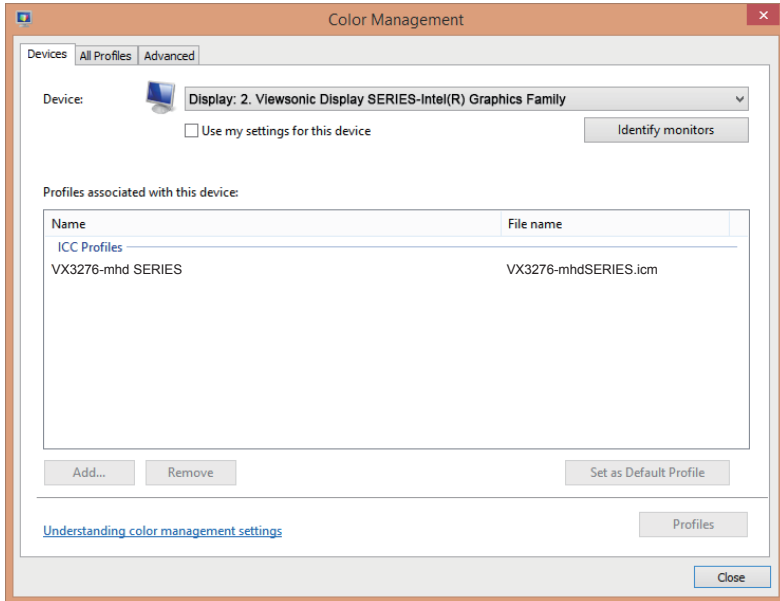 Color Management
Devices All Profiles Advanced
Device: Display: 2. Viewsonic Display SERIES-Intel(R) Graphics Family
Use my settings for this device Identify monitors
Profiles associated with this device:
Name File name
ICC Profiles
VX3276-mhd SERIES VX3276-mhdSERIES.icm
Add... Remove Set as Default Profile
Understanding color management settings Profiles
Close